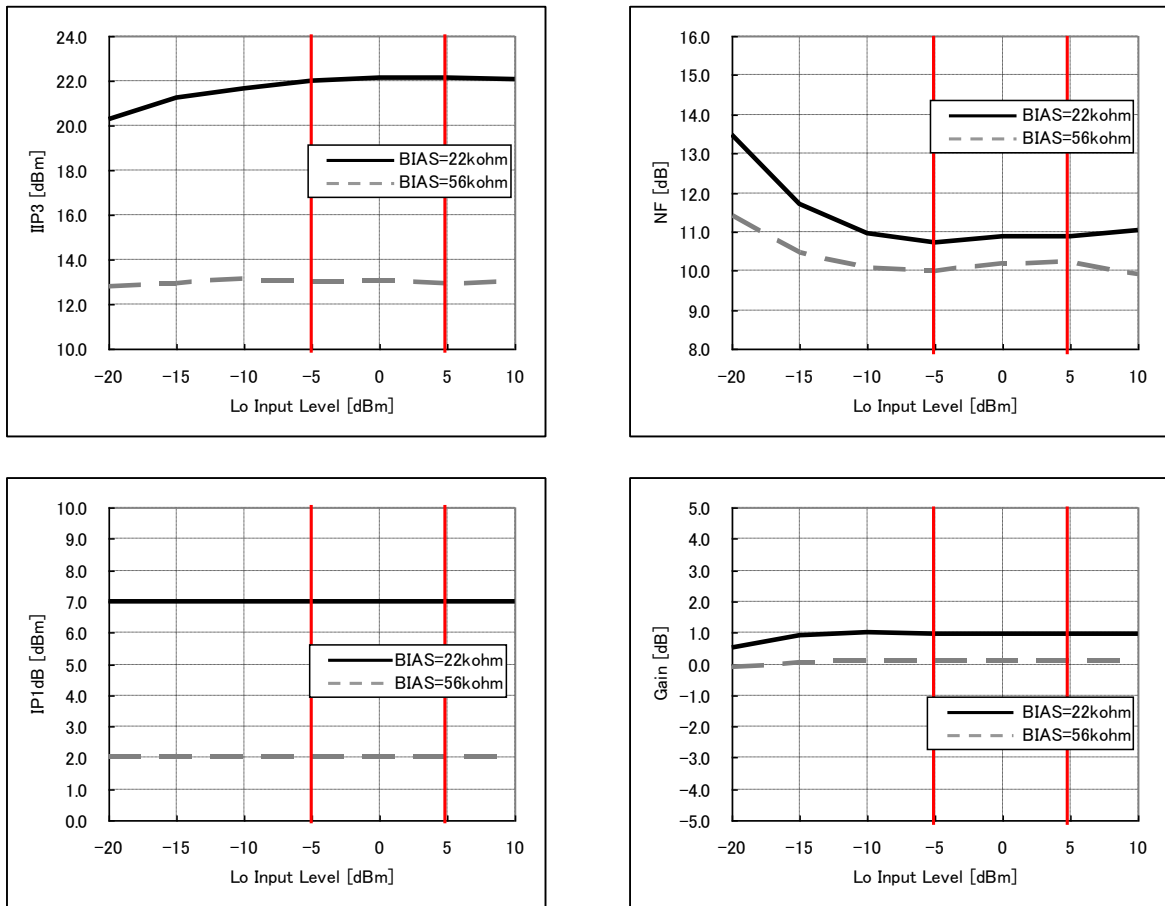 24.0
22.0
20.0
18.0
16.0
14.0
12.0
10.0
IIP3 [dBm]
BIAS=22kohm
BIAS=56kohm
−20 −15 −10 −5 0 5 10
Lo Input Level [dBm]
16.0
15.0
14.0
13.0
12.0
11.0
10.0
9.0
8.0
NF [dB]
BIAS=22kohm
BIAS=56kohm
−20 −15 −10 −5 0 5 10
Lo Input Level [dBm]
10.0
9.0
8.0
7.0
6.0
5.0
4.0
3.0
2.0
1.0
0.0
IP1dB [dBm]
BIAS=22kohm
BIAS=56kohm
−20 −15 −10 −5 0 5 10
Lo Input Level [dBm]
5.0
4.0
3.0
2.0
1.0
0.0
−1.0
−2.0
−3.0
−4.0
−5.0
Gain [dB]
BIAS=22kohm
BIAS=56kohm
−20 −15 −10 −5 0 5 10
Lo Input Level [dBm]